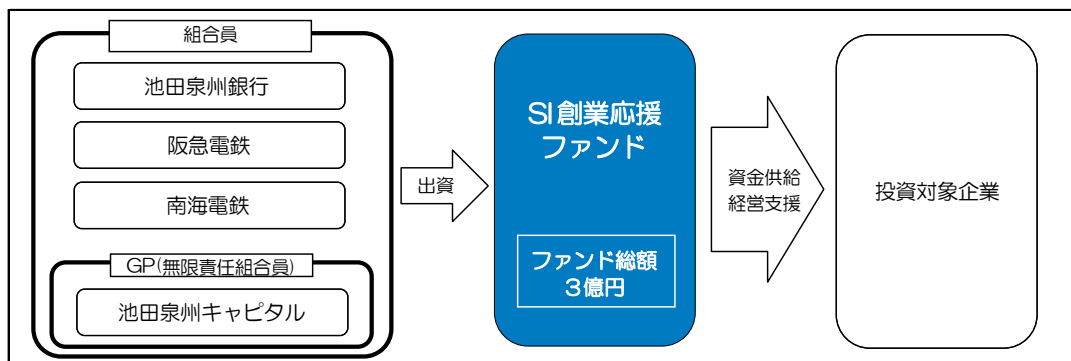 組合員
池田泉州銀行
阪急電鉄
南海電鉄
GP(無限責任組合員)
池田泉州キャピタル
出資
SI創業応援
ファンド
ファンド総額
3億円
資金供給
経営支援
投資対象企業